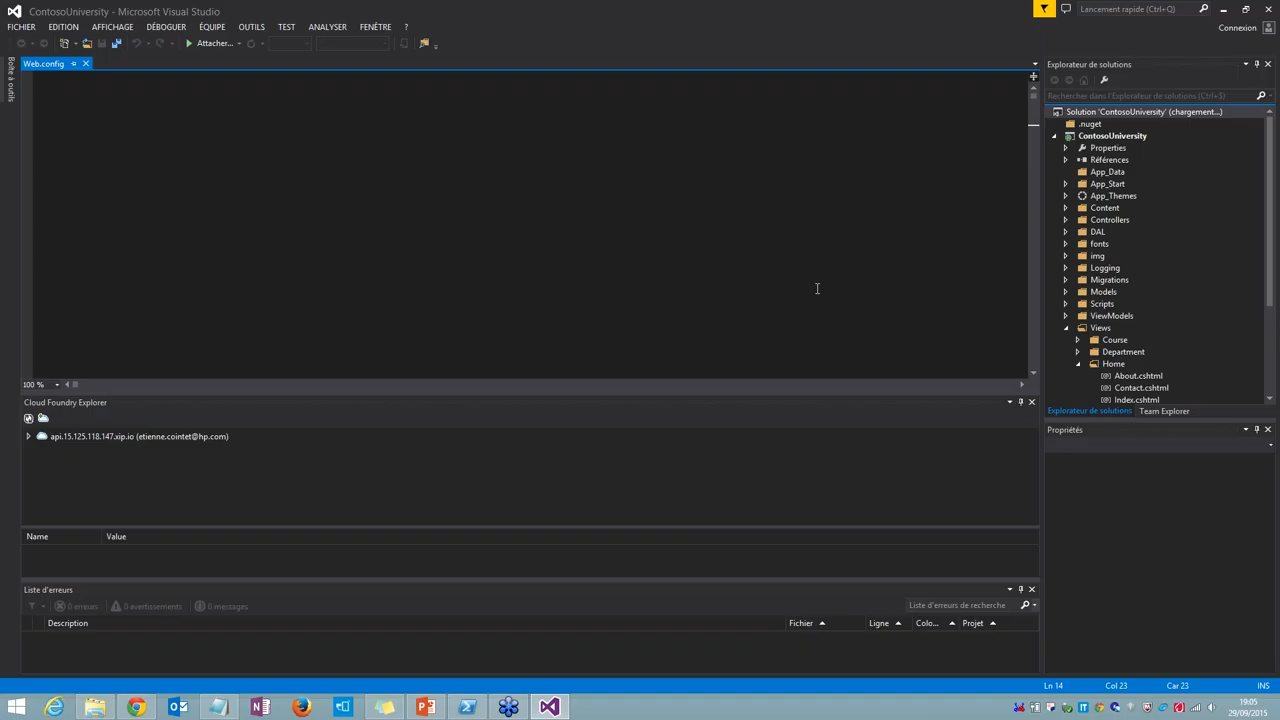 ContosoUniversity - Microsoft Visual Studio
Lancement rapide (Ctrl+Q)
FICHIER EDITION AFFICHAGE DÉBOGUER ÉQUIPE OUTILS TEST ANALYSER FENÊTRE ?
Connexion
Attacher...
Boîte à outils
Web.config
100 %
Explorateur de solutions
Rechercher dans l'Explorateur de solutions (Ctrl+$)
Solution 'ContosoUniversity' (chargement...)
.nuget
ContosoUniversity
Properties
Références
App_Data
App_Start
App_Themes
Content
Controllers
DAL
fonts
img
Logging
Migrations
Models
Scripts
ViewModels
Views
Course
Department
Home
About.cshtml
Contact.cshtml
Index.cshtml
Explorateur de solutions Team Explorer
Propriétés
Cloud Foundry Explorer
api.15.125.118.147.xip.io (etienne.cointet@hp.com)
Name Value
Liste d'erreurs
0 erreurs 0 avertissements 0 messages
Liste d'erreurs de recherche
Description Fichier Ligne Colo... Projet
Ln 14 Col 23 Car 23 INS
19:05
29/09/2015